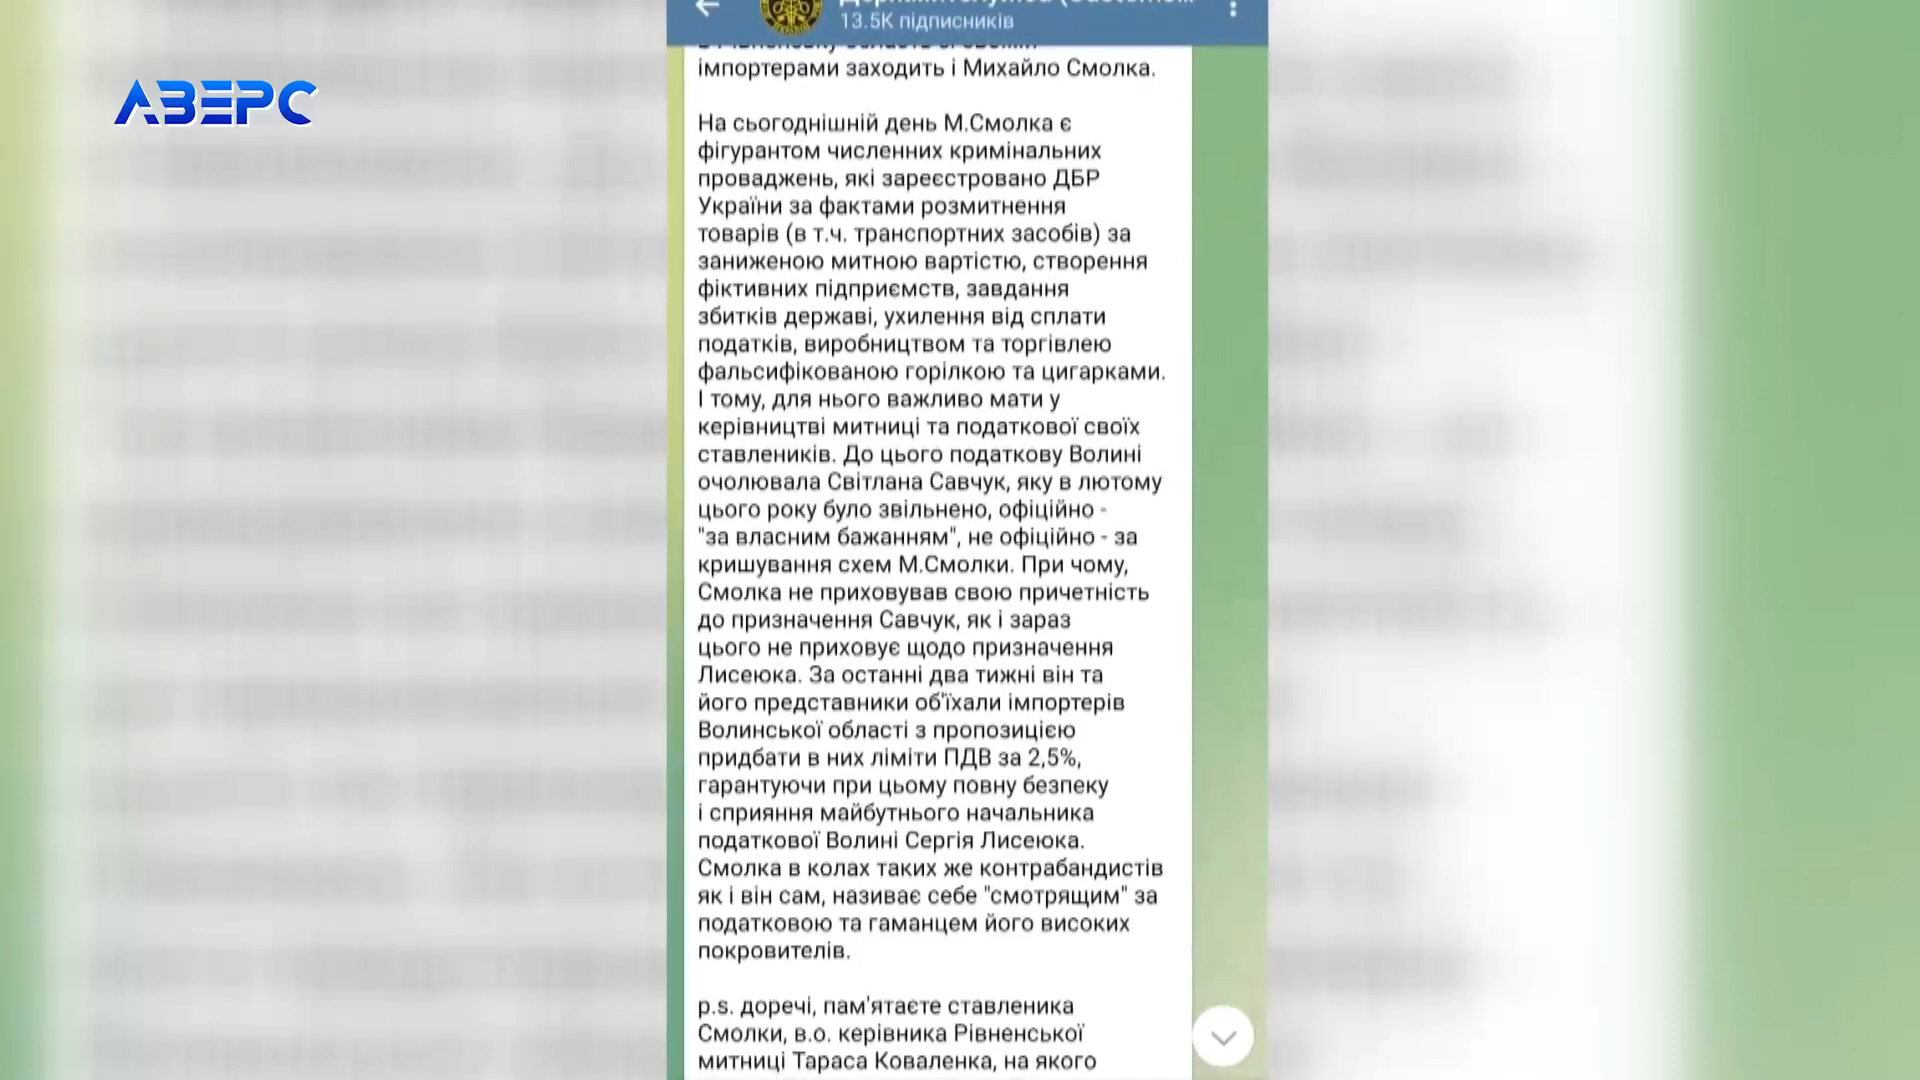 АВЕРС
13.5K підписників
імпортерами заходить і Михайло Смолка.
На сьогоднішній день М.Смолка є
фігурантом численних кримінальних
проваджень, які зареєстровано ДБР
України за фактами розмитнення
товарів (в т.ч. транспортних засобів) за
заниженою митною вартістю, створення
фіктивних підприємств, завдання
збитків державі, ухилення від сплати
податків, виробництвом та торгівлею
фальсифікованою горілкою та цигарками.
І тому, для нього важливо мати у
керівництві митниці та податкової своїх
ставлеників. До цього податкову Волині
очолювала Світлана Савчук, яку в лютому
цього року було звільнено, офіційно -
"за власним бажанням", не офіційно - за
кришування схем М.Смолки. При чому,
Смолка не приховував свою причетність
до призначення Савчук, як і зараз
цього не приховує щодо призначення
Лисеюка. За останні два тижні він та
його представники об'їхали імпортерів
Волинської області з пропозицією
придбати в них ліміти ПДВ за 2,5%,
гарантуючи при цьому повну безпеку
і сприяння майбутнього начальника
податкової Волині Сергія Лисеюка.
Смолка в колах таких же контрабандистів
як і він сам, називає себе "смотрящим" за
податковою та гаманцем його високих
покровителів.
p.s. доречі, пам'ятаєте ставленика
Смолки, в.о. керівника Рівненської
митниці Тараса Коваленка, на якого